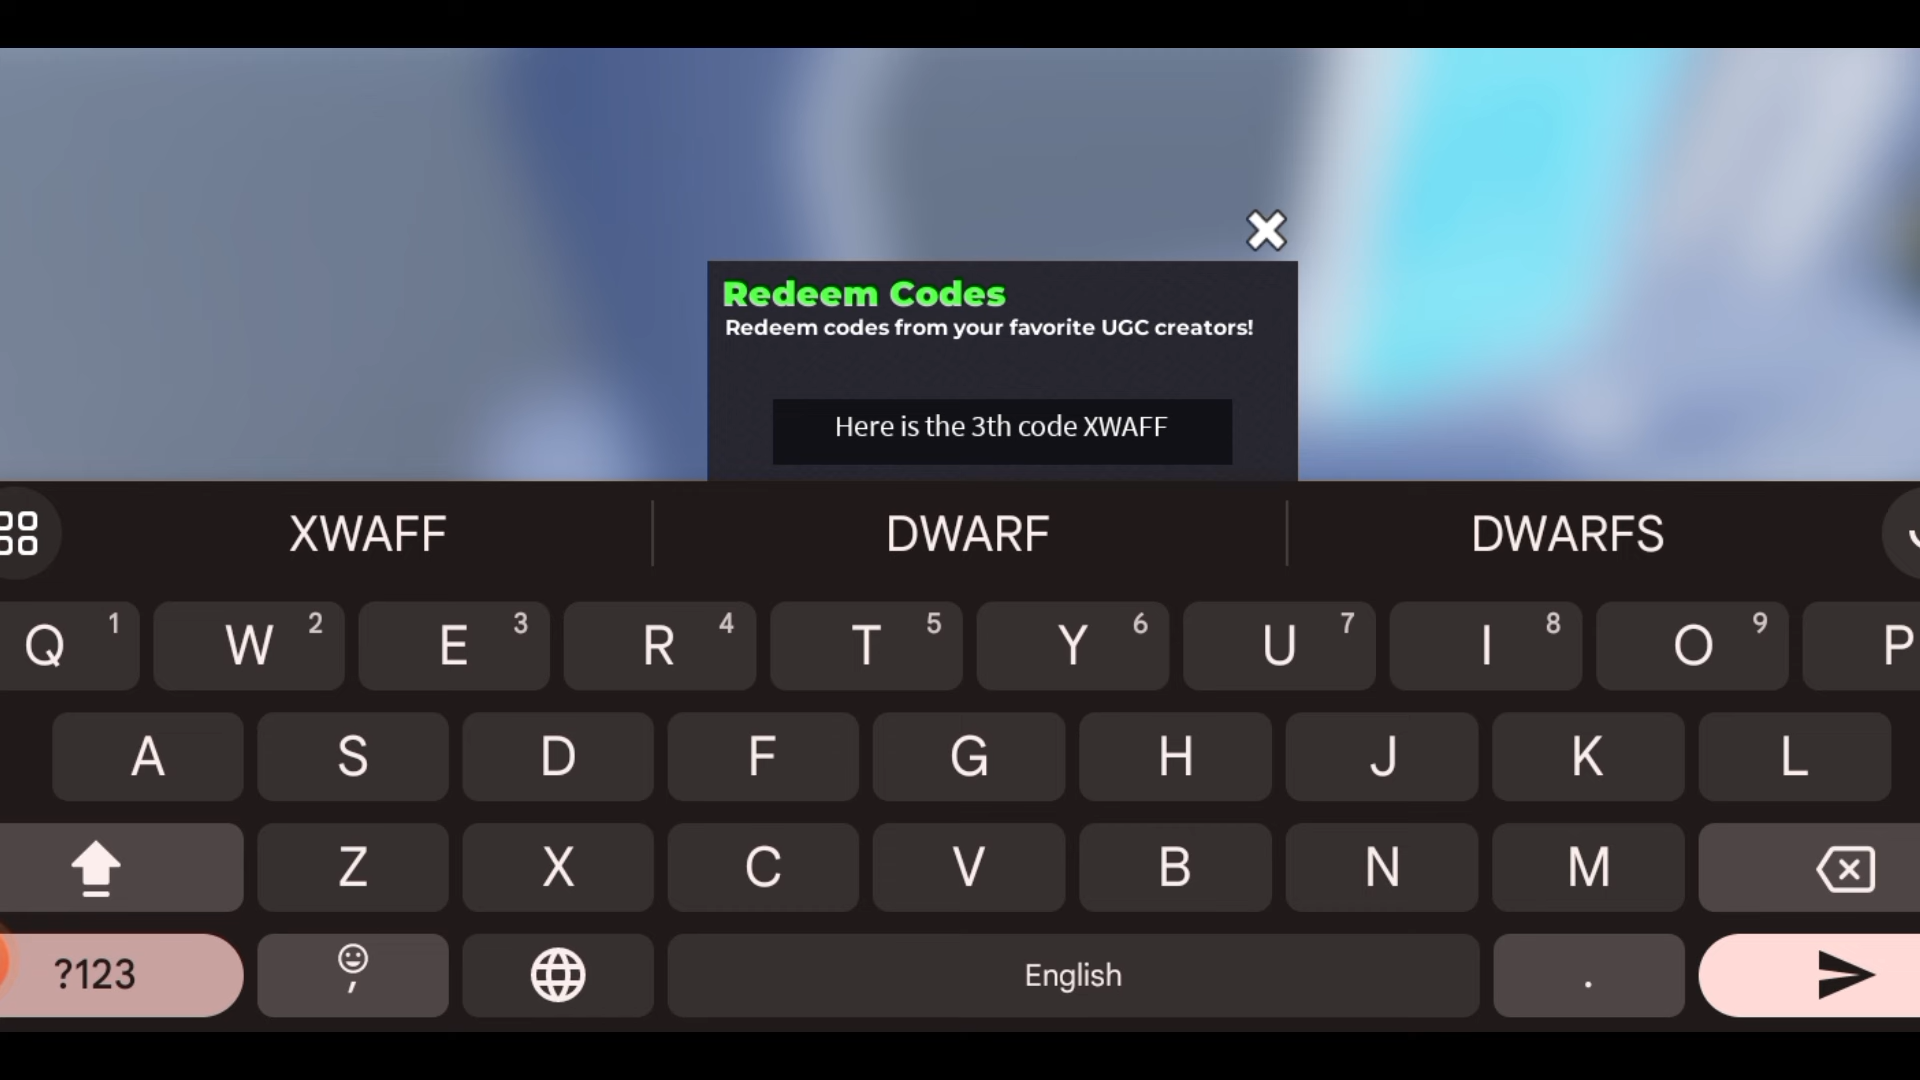 Redeem Codes
Redeem codes from your favorite UGC creators!
Here is the 3th code XWAFF
XWAFF DWARF DWARFS
Q 1 W 2 E 3 R 4 T 5 Y 6 U 7 I 8 O 9 P
A S D F G H J K L
Z X C V B N M
?123 , English .